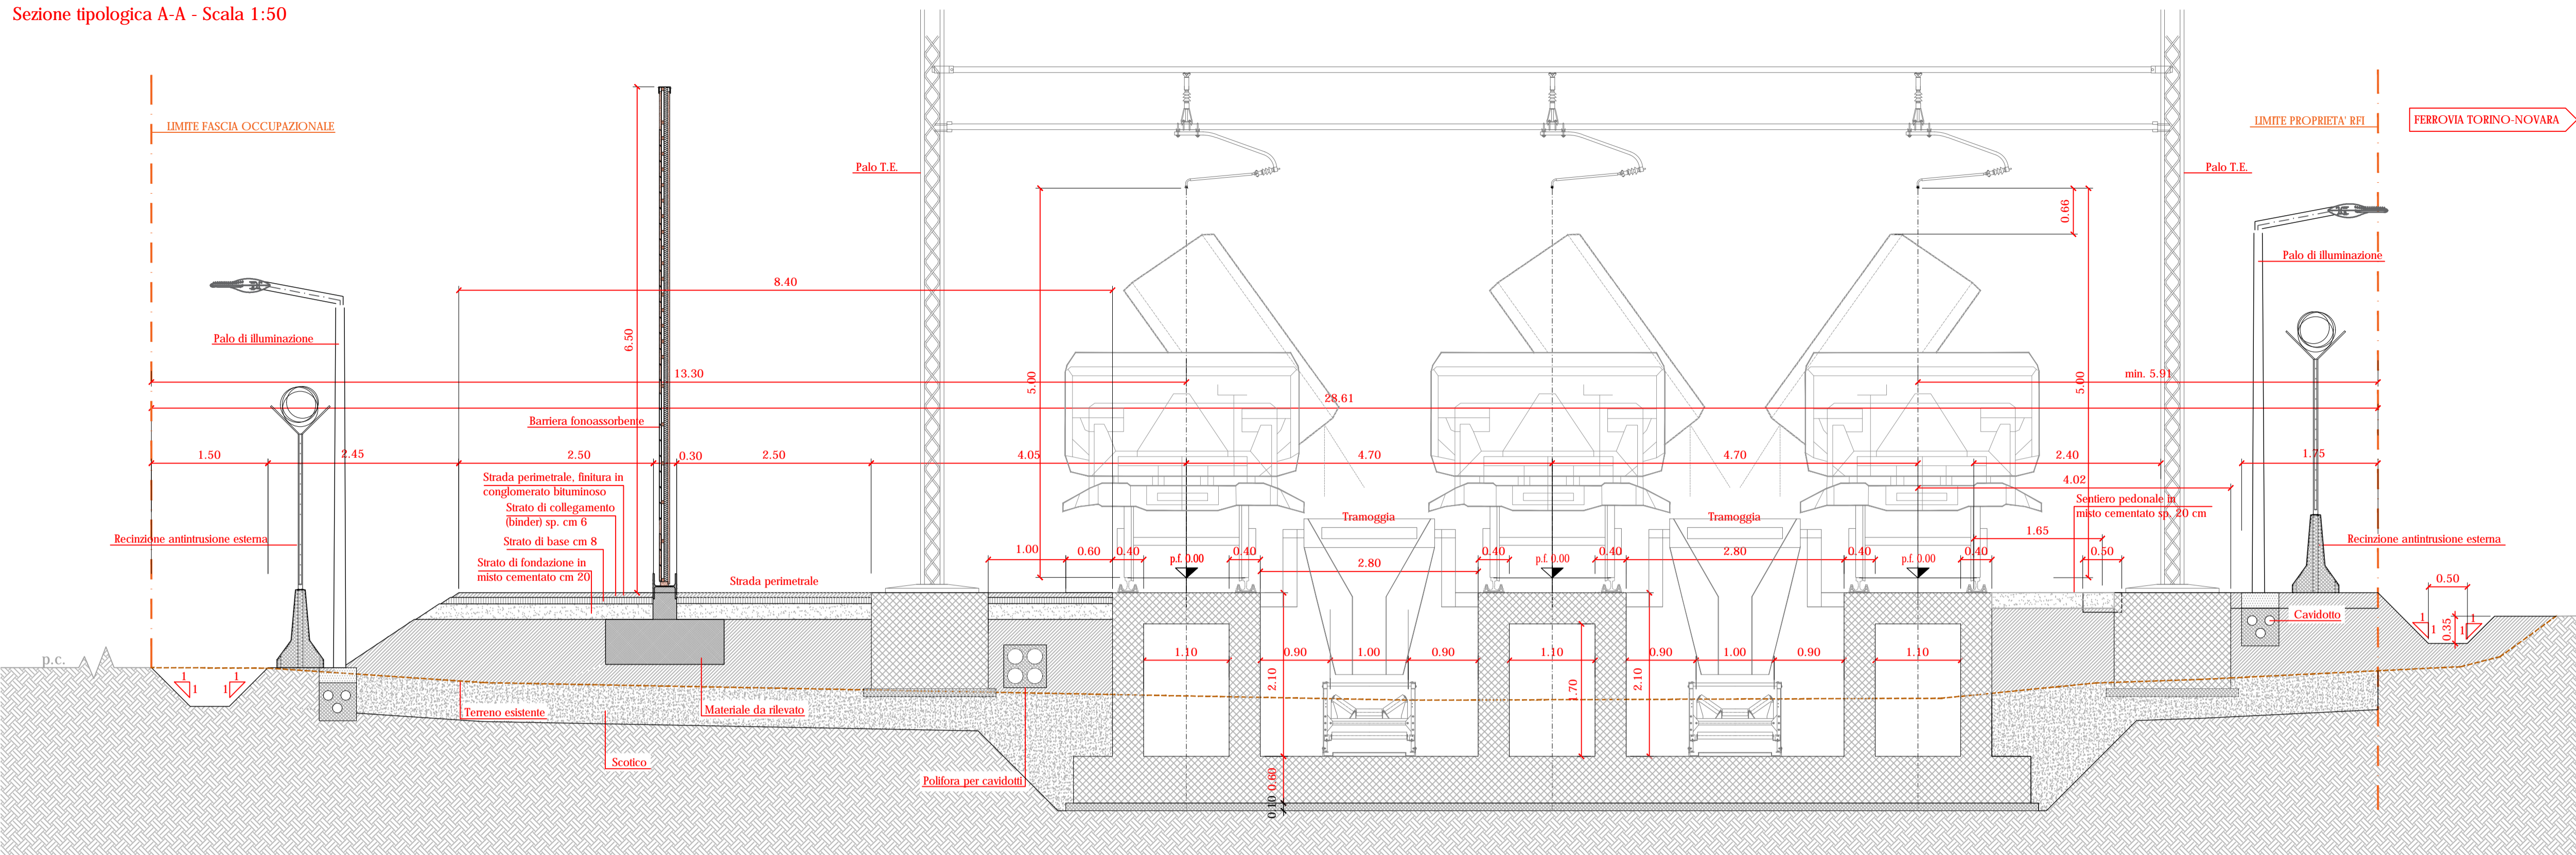 Sezione tipologica A-A - Scala 1:50
LIMITE FASCIA OCCUPAZIONALE
LIMITE PROPRIETA' RFI
FERROVIA TORINO-NOVARA
Palo T.E.
Palo T.E.
0.66
Palo di illuminazione
8.40
6.50
Palo di illuminazione
13.30
5.00
min. 5.91
5.00
28.61
Barriera fonoassorbente
1.50
2.45
2.50
0.30
2.50
4.05
4.70
4.70
2.40
1.75
4.02
Strada perimetrale, finitura in
conglomerato bituminoso
Strato di collegamento
(binder) sp. cm 6
Strato di base cm 8
Strato di fondazione in
misto cementato cm 20
Sentiero pedonale in
misto cementato sp. 20 cm
Tramoggia
Tramoggia
Recinzione antintrusione esterna
Recinzione antintrusione esterna
1.65
1.00
0.60
0.40
p.f. 0.00
0.40
2.80
0.40
p.f. 0.00
0.40
2.80
0.40
p.f. 0.00
0.40
0.50
Strada perimetrale
0.50
Cavidotto
1
1
1
1
0.35
p.c.
1.10
0.90
1.00
0.90
1.10
0.90
1.00
0.90
1.10
2.10
1.70
2.10
1
1
1
1
Terreno esistente
Materiale da rilevato
Scotico
Polifora per cavidotti
0.60
0.10